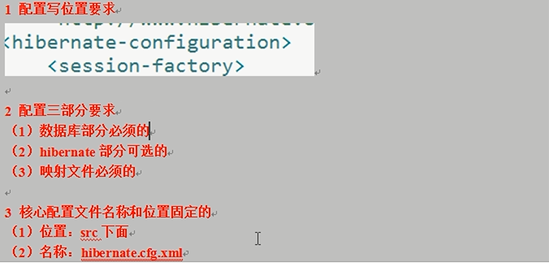 1 配置写位置要求
<hibernate-configuration>
<session-factory>
2 配置三部分要求
（1）数据库部分必须的
（2）hibernate 部分可选的
（3）映射文件必须的
3 核心配置文件名称和位置固定的
（1）位置：src 下面
（2）名称：hibernate.cfg.xml